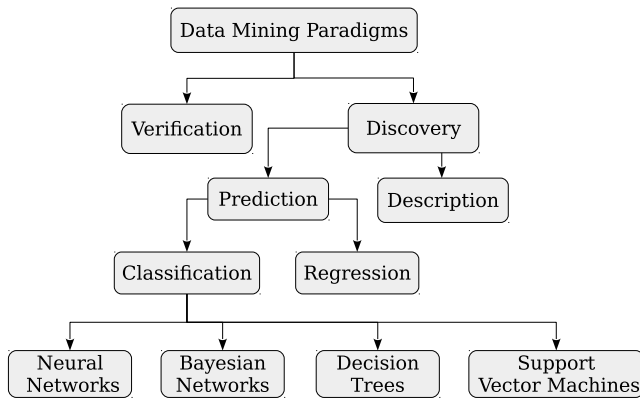 Data Mining Paradigms
Verification
Discovery
Prediction
Description
Classification
Regression
Neural
Networks
Bayesian
Networks
Decision
Trees
Support
Vector Machines